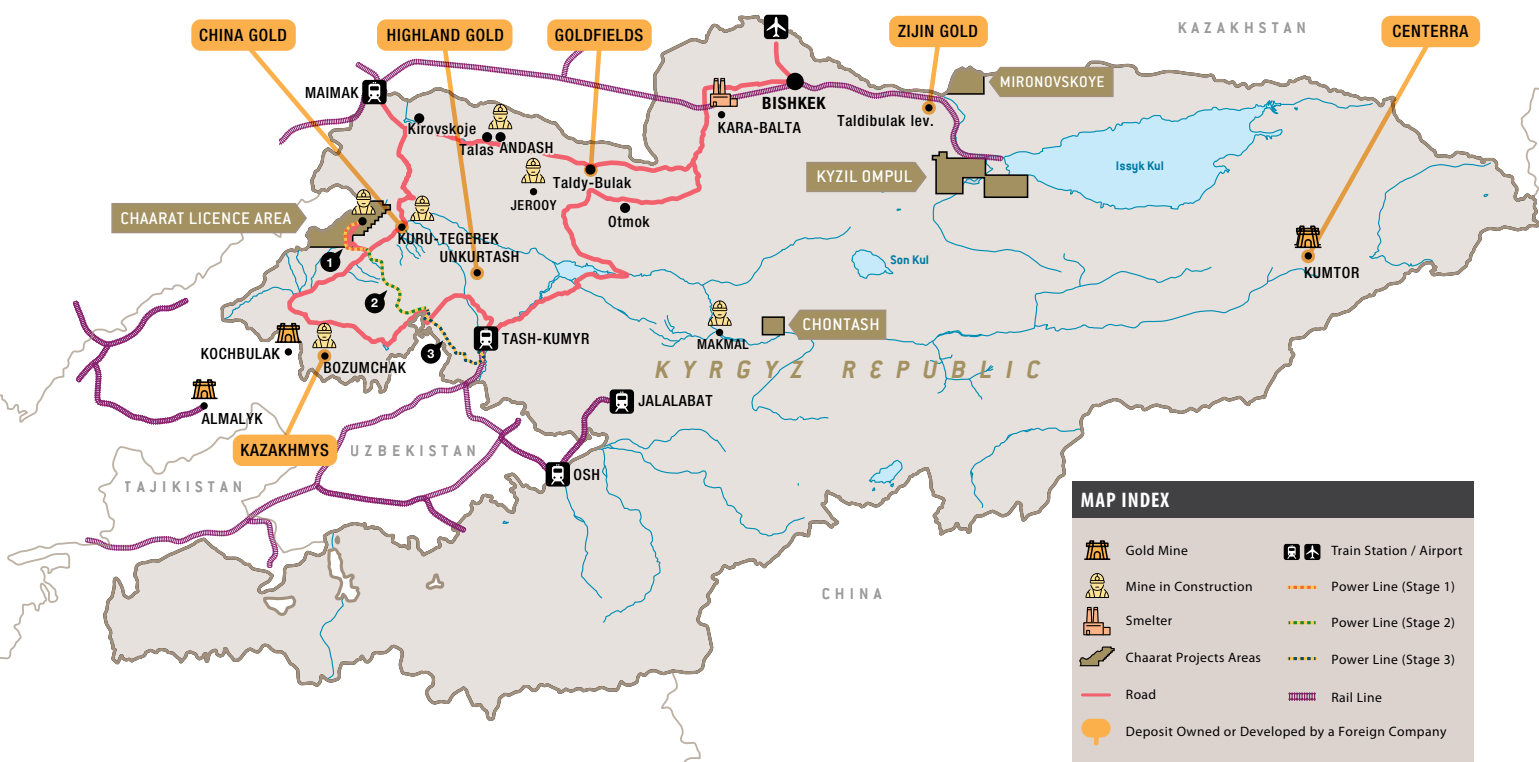 CHINA GOLD
HIGHLAND GOLD
GOLDFIELDS
ZIJIN GOLD
CENTERRA
KAZAKHSTAN
MAIMAK
MIRONOVSKOYE
BISHKEK
Kirovskoje
KARA-BALTA
Taldibulak lev.
Talas
ANDASH
Issyk Kul
KYZIL OMPUL
Taldy-Bulak
JEROOY
CHAARAT LICENCE AREA
Otmok
KURU-TEGEREK
UNKURTASH
1
Son Kul
KUMTOR
2
CHONTASH
TASH-KUMYR
MAKMAL
KOCHBULAK
3
BOZUMCHAK
KYRGYZ REPUBLIC
JALALABAT
ALMALYK
KAZAKHMYS
UZBEKISTAN
OSH
TAJIKISTAN
CHINA
MAP INDEX
Gold Mine
Train Station / Airport
Mine in Construction
Power Line (Stage 1)
Smelter
Power Line (Stage 2)
Chaarat Projects Areas
Power Line (Stage 3)
Road
Rail Line
Deposit Owned or Developed by a Foreign Company